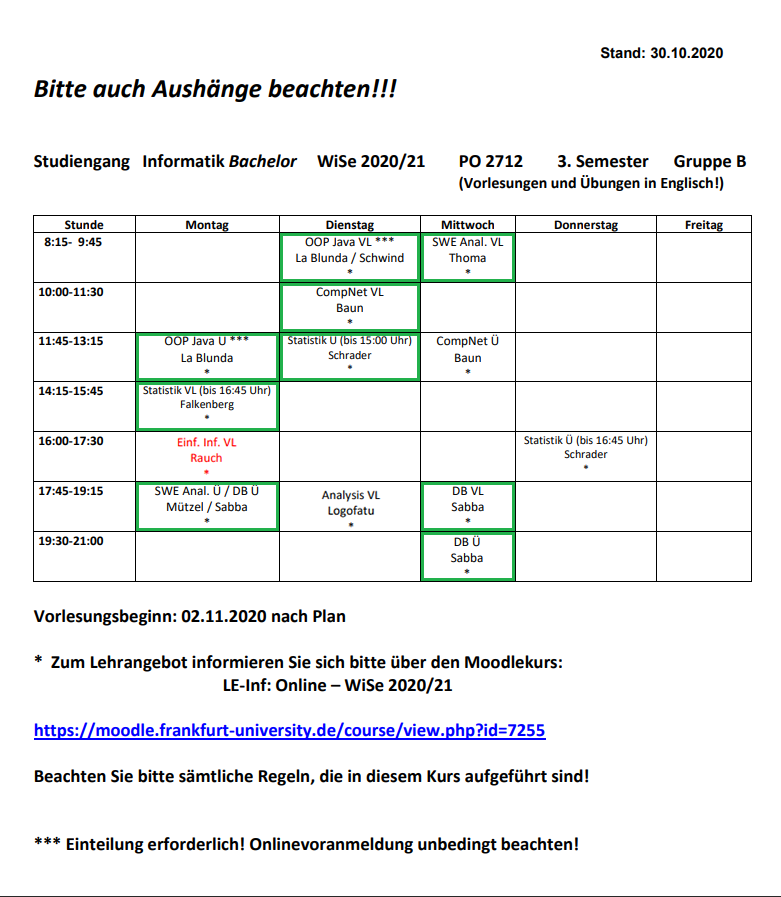 Stand: 30.10.2020
Bitte auch Aushänge beachten!!!
Studiengang Informatik Bachelor WiSe 2020/21 PO 2712 3. Semester Gruppe B
(Vorlesungen und Übungen in Englisch!)
Stunde Montag Dienstag Mittwoch Donnerstag Freitag
8:15- 9:45
OOP Java VL ***
La Blunda / Schwind
*
SWE Anal. VL
Thoma
*
10:00-11:30
CompNet VL
Baun
*
11:45-13:15
OOP Java Ü ***
La Blunda
*
Statistik Ü (bis 15:00 Uhr)
Schrader
*
CompNet Ü
Baun
*
14:15-15:45
Statistik VL (bis 16:45 Uhr)
Falkenberg
*
16:00-17:30
Einf. Inf. VL
Rauch
*
Statistik Ü (bis 16:45 Uhr)
Schrader
*
17:45-19:15
SWE Anal. Ü / DB Ü
Mützel / Sabba
*
Analysis VL
Logofatu
*
DB VL
Sabba
*
19:30-21:00
DB Ü
Sabba
*
Vorlesungsbeginn: 02.11.2020 nach Plan
* Zum Lehrangebot informieren Sie sich bitte über den Moodlekurs:
LE-Inf: Online – WiSe 2020/21
https://moodle.frankfurt-university.de/course/view.php?id=7255
Beachten Sie bitte sämtliche Regeln, die in diesem Kurs aufgeführt sind!
*** Einteilung erforderlich! Onlinevoranmeldung unbedingt beachten!